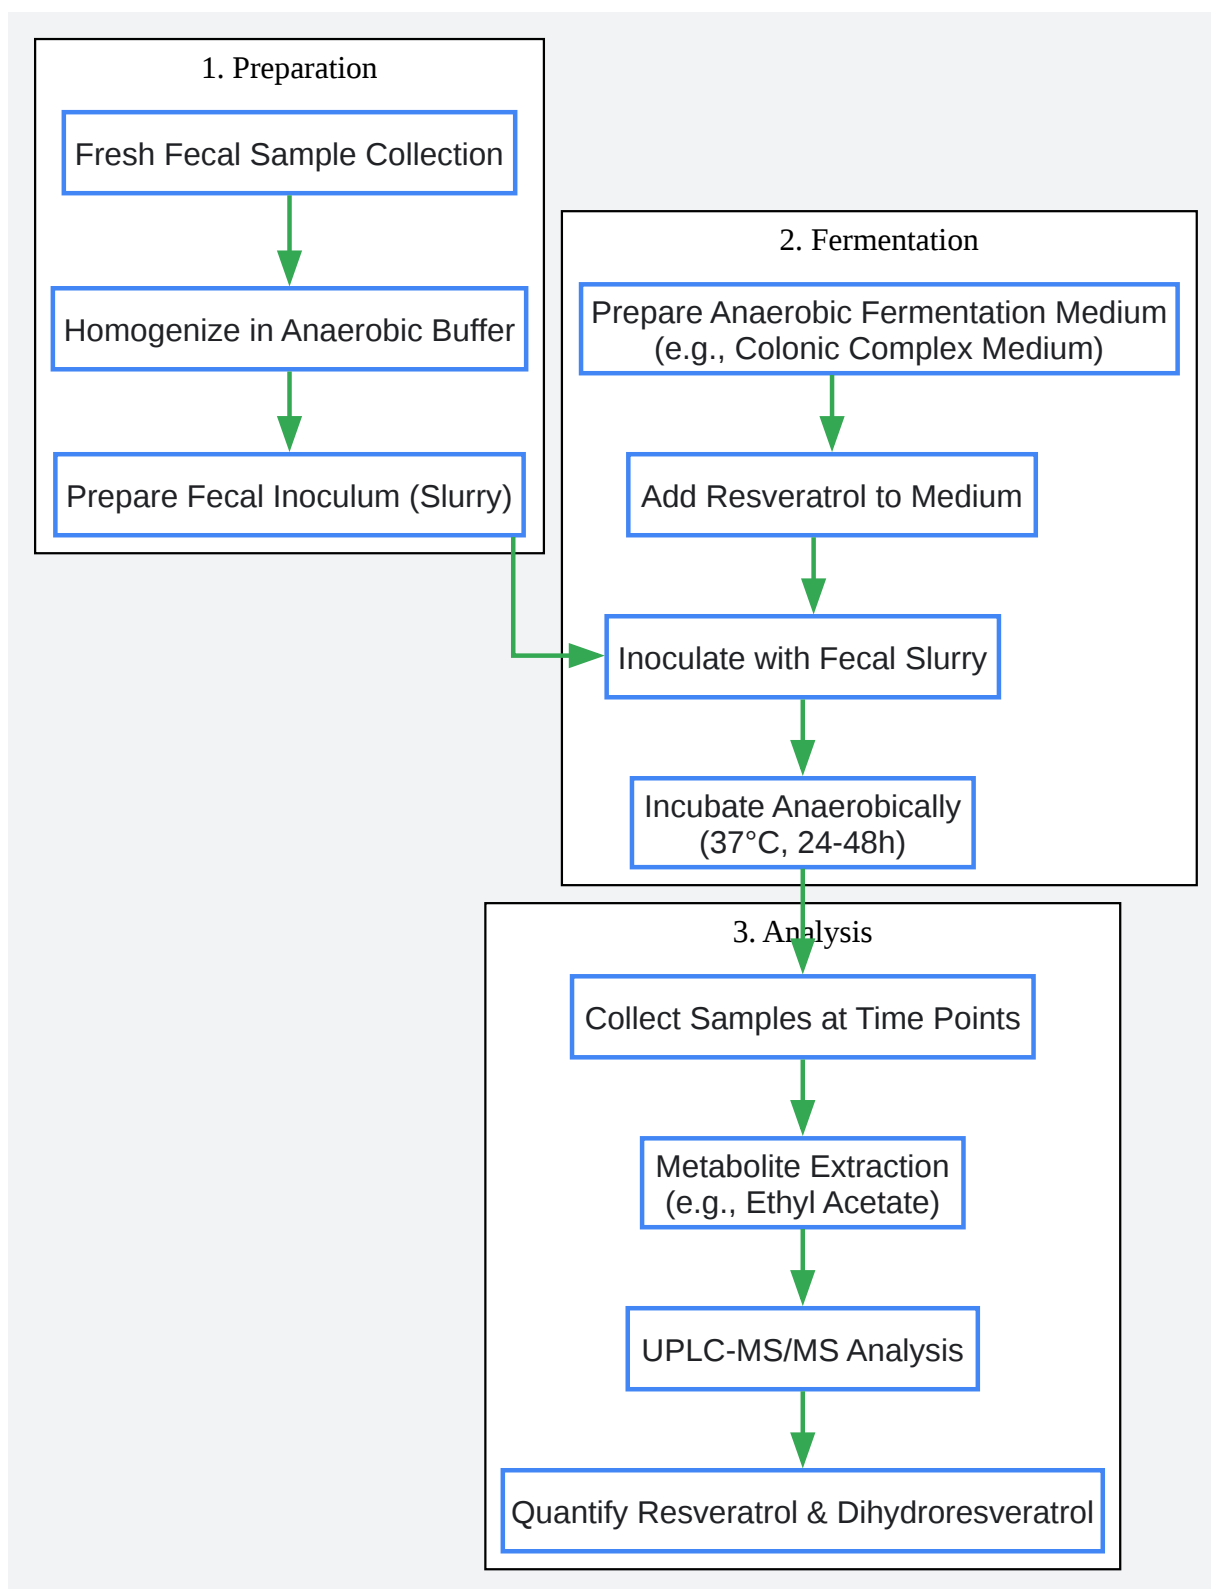 1. Preparation
Fresh Fecal Sample Collection
Homogenize in Anaerobic Buffer
Prepare Fecal Inoculum (Slurry)
2. Fermentation
Prepare Anaerobic Fermentation Medium
(e.g., Colonic Complex Medium)
Add Resveratrol to Medium
Inoculate with Fecal Slurry
Incubate Anaerobically
(37°C, 24-48h)
3. Analysis
Collect Samples at Time Points
Metabolite Extraction
(e.g., Ethyl Acetate)
UPLC-MS/MS Analysis
Quantify Resveratrol & Dihydroresveratrol